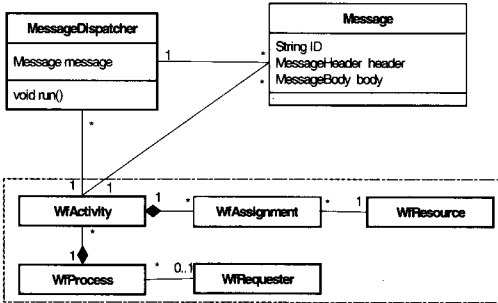 MessageDispatcher
Message message
void run()
Message
String ID
MessageHeader header
MessageBody body
1
*
*
*
1
1
WfActivity
1
*
WfAssignment
*
1
WfResource
*
1
WfProcess
*
0..1
WfRequester